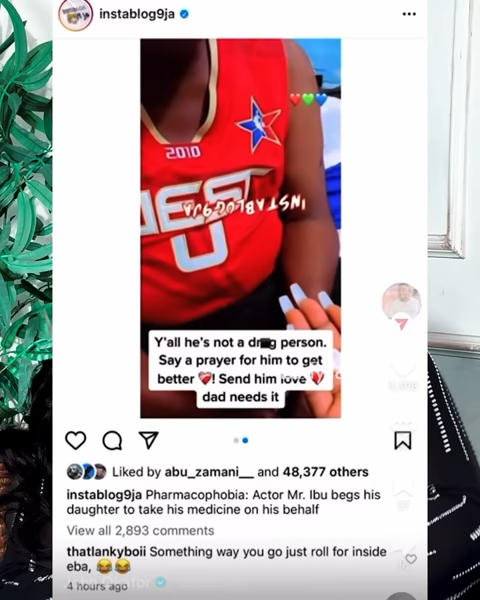 instablog9ja
2010
INSTABLOG9JA
Y'all he's not a drg person.
Say a prayer for him to get
better ❤️‍🩹! Send him love 💔
dad needs it
Liked by abu_zamani__ and 48,377 others
instablog9ja Pharmacophobia: Actor Mr. Ibu begs his
daughter to take his medicine on his behalf
View all 2,893 comments
thatlankyboii Something way you go just roll for inside
eba, 😂😂
4 hours ago